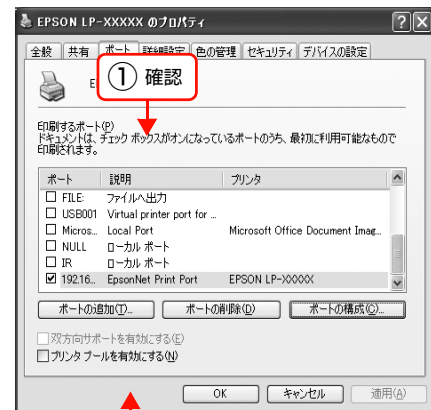 EPSON LP-XXXXX のプロパティ
全般 共有 ポート 詳細設定 色の管理 セキュリティ デバイスの設定
① 確認
E
印刷するポート(P)
ドキュメントは、チェック ボックスがオンになっているポートのうち、最初に利用可能なもので
印刷されます。
ポート 説明 プリンタ
FILE: ファイルへ出力
USB001 Virtual printer port for ...
Micros... Local Port Microsoft Office Document Imag...
NULL ローカル ポート
IR ローカル ポート
192.16... EpsonNet Print Port EPSON LP-XXXXX
ポートの追加(T)... ポートの削除(D) ポートの構成(C)...
双方向サポートを有効にする(E)
プリンタ プールを有効にする(N)
OK キャンセル 適用(A)